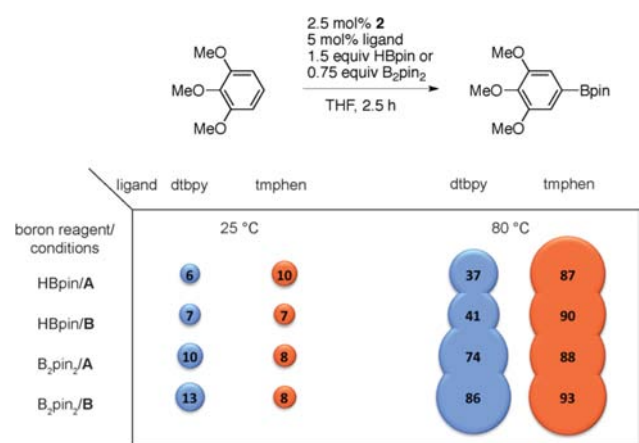 2.5 mol% 2
5 mol% ligand
1.5 equiv HBpin or
0.75 equiv B₂pin₂
THF, 2.5 h
MeO
MeO
MeO
MeO
MeO
MeO
Bpin
ligand dtbpy tmphen dtbpy tmphen
boron reagent/
conditions
25 °C 80 °C
HBpin/A 6 10 37 87
HBpin/B 7 7 41 90
B₂pin₂/A 10 8 74 88
B₂pin₂/B 13 8 86 93